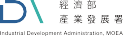 經濟部
產業發展署
Industrial Development Administration, MOEA